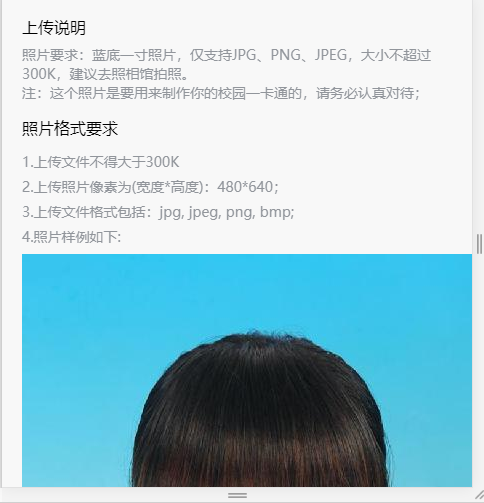 上传说明
照片要求：蓝底一寸照片，仅支持JPG、PNG、JPEG，大小不超过
300K，建议去照相馆拍照。
注：这个照片是要用来制作你的校园一卡通的，请务必认真对待；
照片格式要求
1.上传文件不得大于300K
2.上传照片像素为(宽度*高度)：480*640；
3.上传文件格式包括：jpg, jpeg, png, bmp;
4.照片样例如下: